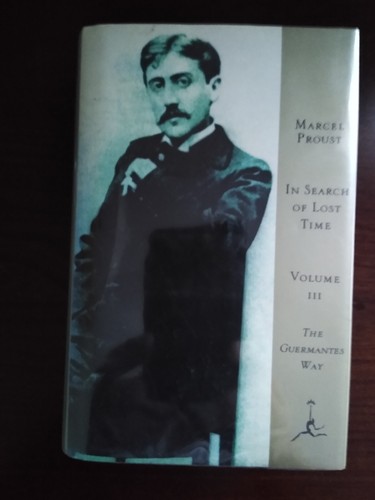 MARCEL
PROUST
IN SEARCH
OF LOST
TIME
VOLUME
III
THE
GUERMANTES
WAY